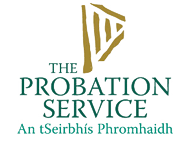 THE
PROBATION
SERVICE
An tSeirbhís Phromhaidh